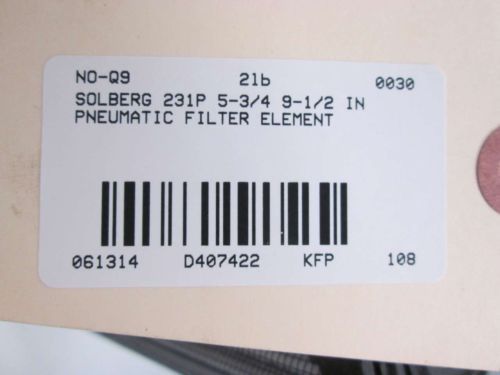 NO-Q9 2lb 0030
SOLBERG 231P 5-3/4 9-1/2 IN
PNEUMATIC FILTER ELEMENT
061314 D407422 KFP 108